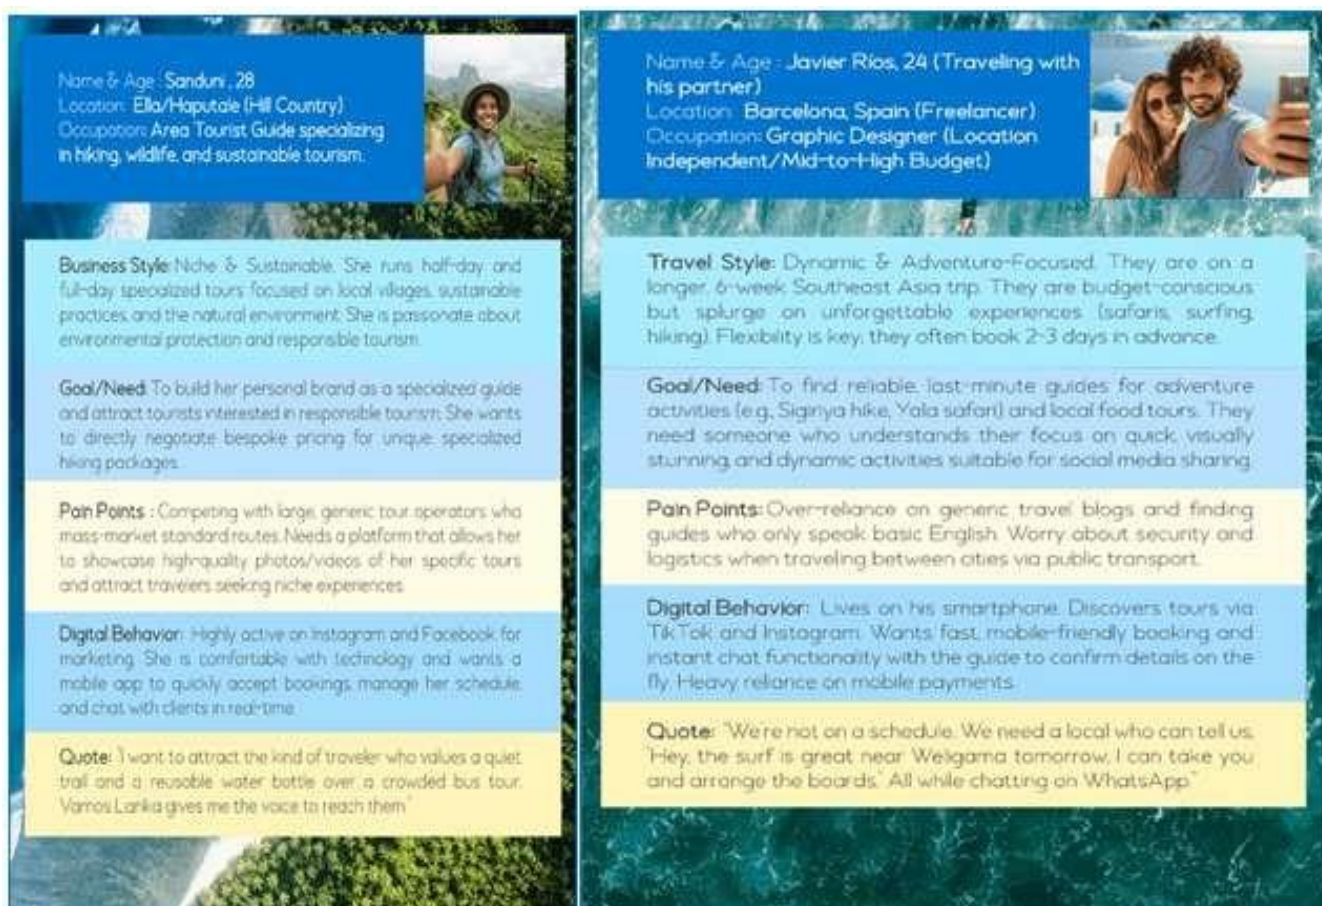 Name & Age : Sanduni , 28
Location: Ella/Haputale (Hill Country)
Occupation: Area Tourist Guide specializing
in hiking, wildlife, and sustainable tourism.
Business Style: Niche & Sustainable. She runs half-day and
full-day specialized tours focused on local villages, sustainable
practices, and the natural environment. She is passionate about
environmental protection and responsible tourism.
Goal/Need: To build her personal brand as a specialized guide
and attract tourists interested in responsible tourism. She wants
to directly negotiate bespoke pricing for unique, specialized
hiking packages.
Pain Points : Competing with large, generic tour operators who
mass-market standard routes. Needs a platform that allows her
to showcase high-quality photos/videos of her specific tours
and attract travelers seeking niche experiences.
Digital Behavior: Highly active on Instagram and Facebook for
marketing. She is comfortable with technology and wants a
mobile app to quickly accept bookings, manage her schedule,
and chat with clients in real-time.
Quote: "I want to attract the kind of traveler who values a quiet
trail and a reusable water bottle over a crowded bus tour.
Vamos Lanka gives me the voice to reach them."
Name & Age : Javier Ríos, 24 (Traveling with
his partner)
Location: Barcelona, Spain (Freelancer)
Occupation: Graphic Designer (Location
Independent/Mid-to-High Budget)
Travel Style: Dynamic & Adventure-Focused. They are on a
longer, 6-week Southeast Asia trip. They are budget-conscious
but splurge on unforgettable experiences (safaris, surfing,
hiking). Flexibility is key; they often book 2-3 days in advance.
Goal/Need: To find reliable, last-minute guides for adventure
activities (e.g., Sigiriya hike, Yala safari) and local food tours. They
need someone who understands their focus on quick, visually
stunning, and dynamic activities suitable for social media sharing.
Pain Points: Over-reliance on generic travel blogs and finding
guides who only speak basic English. Worry about security and
logistics when traveling between cities via public transport.
Digital Behavior: Lives on his smartphone. Discovers tours via
TikTok and Instagram. Wants fast, mobile-friendly booking and
instant chat functionality with the guide to confirm details on the
fly. Heavy reliance on mobile payments.
Quote: "We're not on a schedule. We need a local who can tell us,
'Hey, the surf is great near Weligama tomorrow, I can take you
and arrange the boards.' All while chatting on WhatsApp."